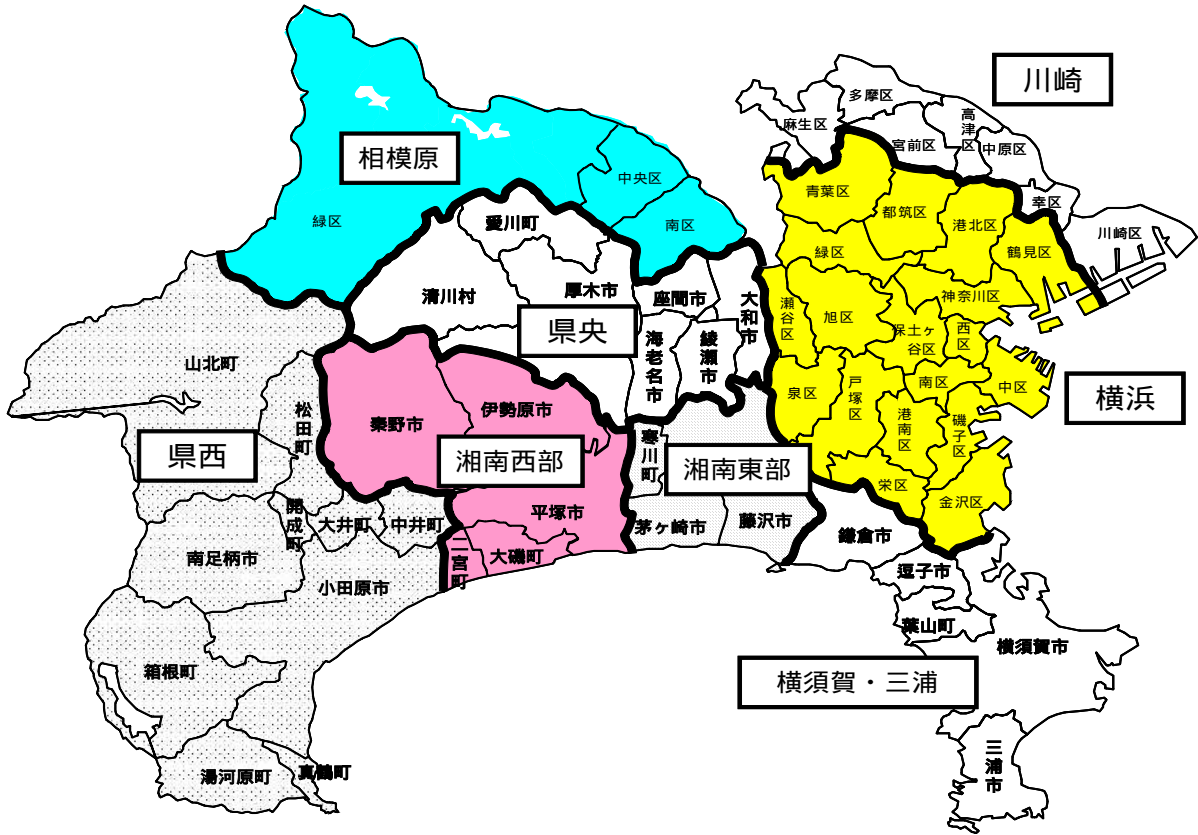 川崎
多摩区
麻生区
高津区
宮前区
中原区
幸区
川崎区
相模原
緑区
中央区
南区
青葉区
都筑区
港北区
鶴見区
緑区
神奈川区
瀬谷区
旭区
保土ヶ
谷区
西区
泉区
戸塚区
南区
中区
港南区
磯子区
栄区
金沢区
横浜
愛川町
清川村
厚木市
座間市
大和市
県央
海老名市
綾瀬市
山北町
松田町
県西
開成町
大井町
中井町
南足柄市
小田原市
箱根町
湯河原町
真鶴町
秦野市
伊勢原市
湘南西部
平塚市
二宮町
大磯町
寒川町
湘南東部
茅ヶ崎市
藤沢市
鎌倉市
逗子市
葉山町
横須賀市
横須賀・三浦
三浦市